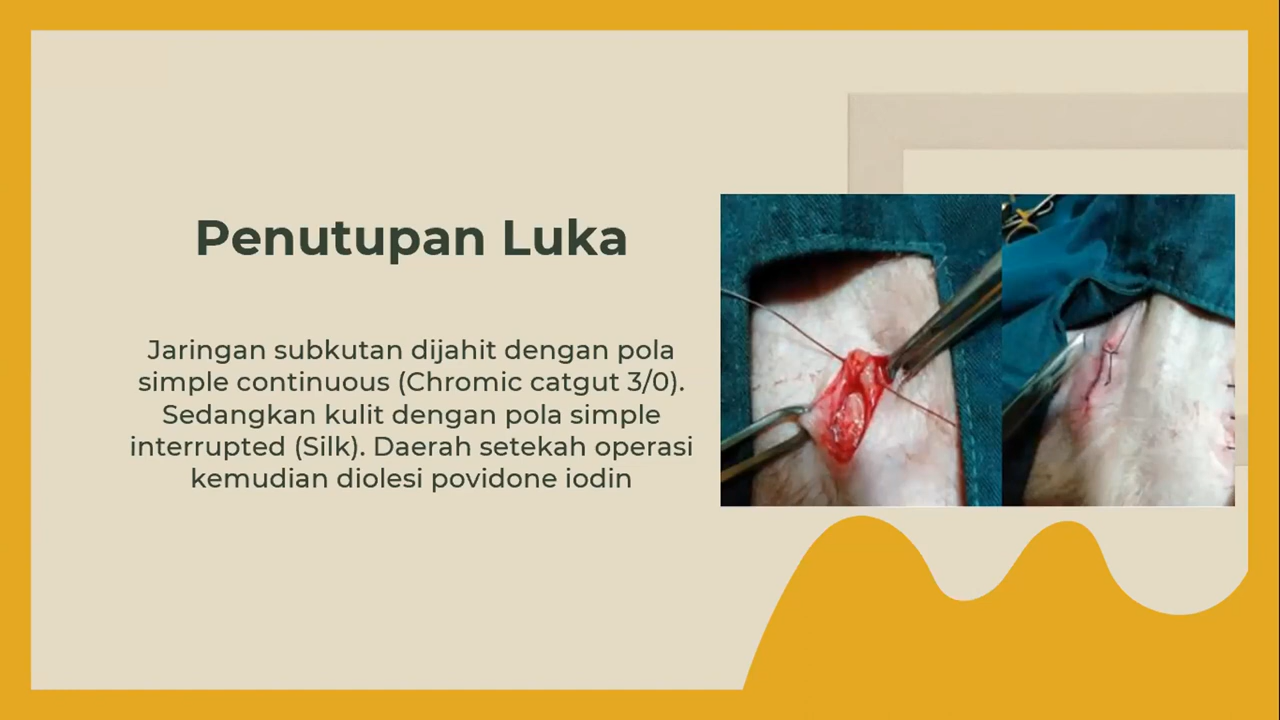 Penutupan Luka
Jaringan subkutan dijahit dengan pola
simple continuous (Chromic catgut 3/0).
Sedangkan kulit dengan pola simple
interrupted (Silk). Daerah setekah operasi
kemudian diolesi povidone iodin